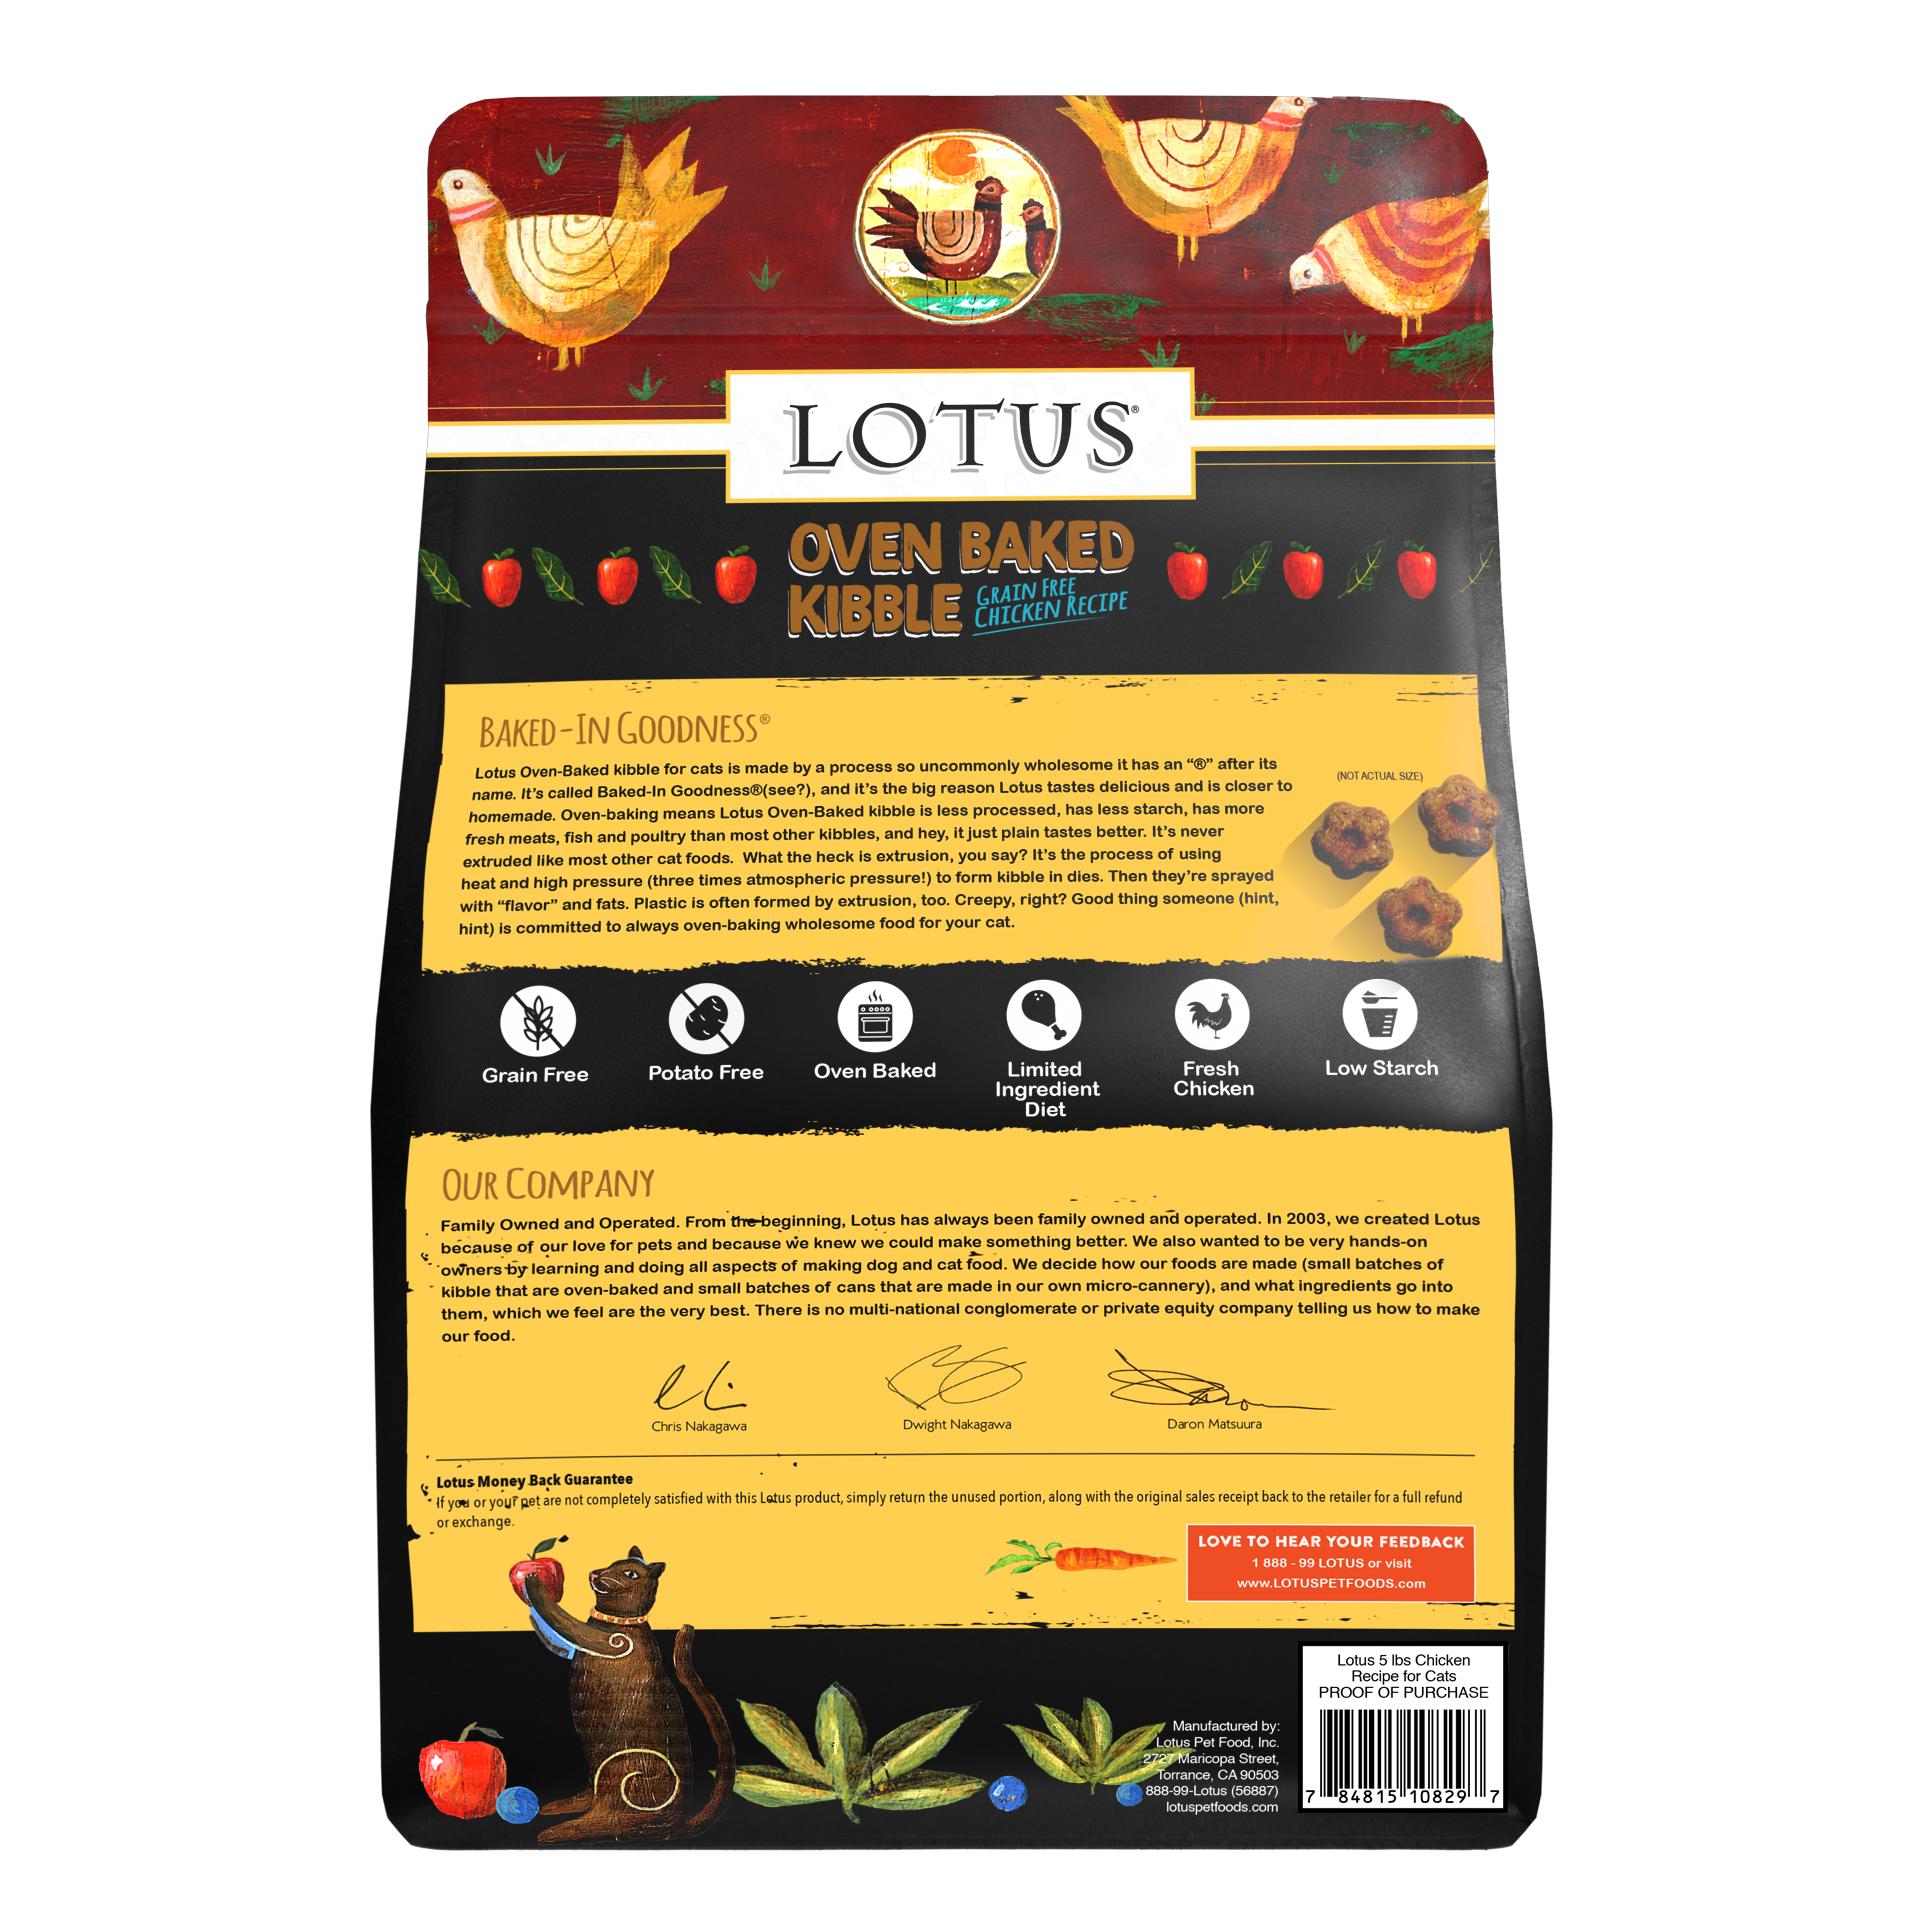 LOTUS®
OVEN BAKED
KIBBLE
GRAIN FREE
CHICKEN RECIPE
BAKED-IN GOODNESS®
Lotus Oven-Baked kibble for cats is made by a process so uncommonly wholesome it has an “®” after its
name. It’s called Baked-In Goodness®(see?), and it’s the big reason Lotus tastes delicious and is closer to
homemade. Oven-baking means Lotus Oven-Baked kibble is less processed, has less starch, has more
fresh meats, fish and poultry than most other kibbles, and hey, it just plain tastes better. It’s never
extruded like most other cat foods. What the heck is extrusion, you say? It’s the process of using
heat and high pressure (three times atmospheric pressure!) to form kibble in dies. Then they’re sprayed
with “flavor” and fats. Plastic is often formed by extrusion, too. Creepy, right? Good thing someone (hint,
hint) is committed to always oven-baking wholesome food for your cat.
(NOT ACTUAL SIZE)
Grain Free
Potato Free
Oven Baked
Limited
Ingredient
Diet
Fresh
Chicken
Low Starch
OUR COMPANY
Family Owned and Operated. From the beginning, Lotus has always been family owned and operated. In 2003, we created Lotus
because of our love for pets and because we knew we could make something better. We also wanted to be very hands-on
owners by learning and doing all aspects of making dog and cat food. We decide how our foods are made (small batches of
kibble that are oven-baked and small batches of cans that are made in our own micro-cannery), and what ingredients go into
them, which we feel are the very best. There is no multi-national conglomerate or private equity company telling us how to make
our food.
Chris Nakagawa
Dwight Nakagawa
Daron Matsuura
Lotus Money Back Guarantee
If you or your pet are not completely satisfied with this Lotus product, simply return the unused portion, along with the original sales receipt back to the retailer for a full refund
or exchange.
LOVE TO HEAR YOUR FEEDBACK
1 888 - 99 LOTUS or visit
www.LOTUSPETFOODS.com
Manufactured by:
Lotus Pet Food, Inc.
2727 Maricopa Street,
Torrance, CA 90503
888-99-Lotus (56887)
lotuspetfoods.com
Lotus 5 lbs Chicken
Recipe for Cats
PROOF OF PURCHASE
7 84815 10829 7